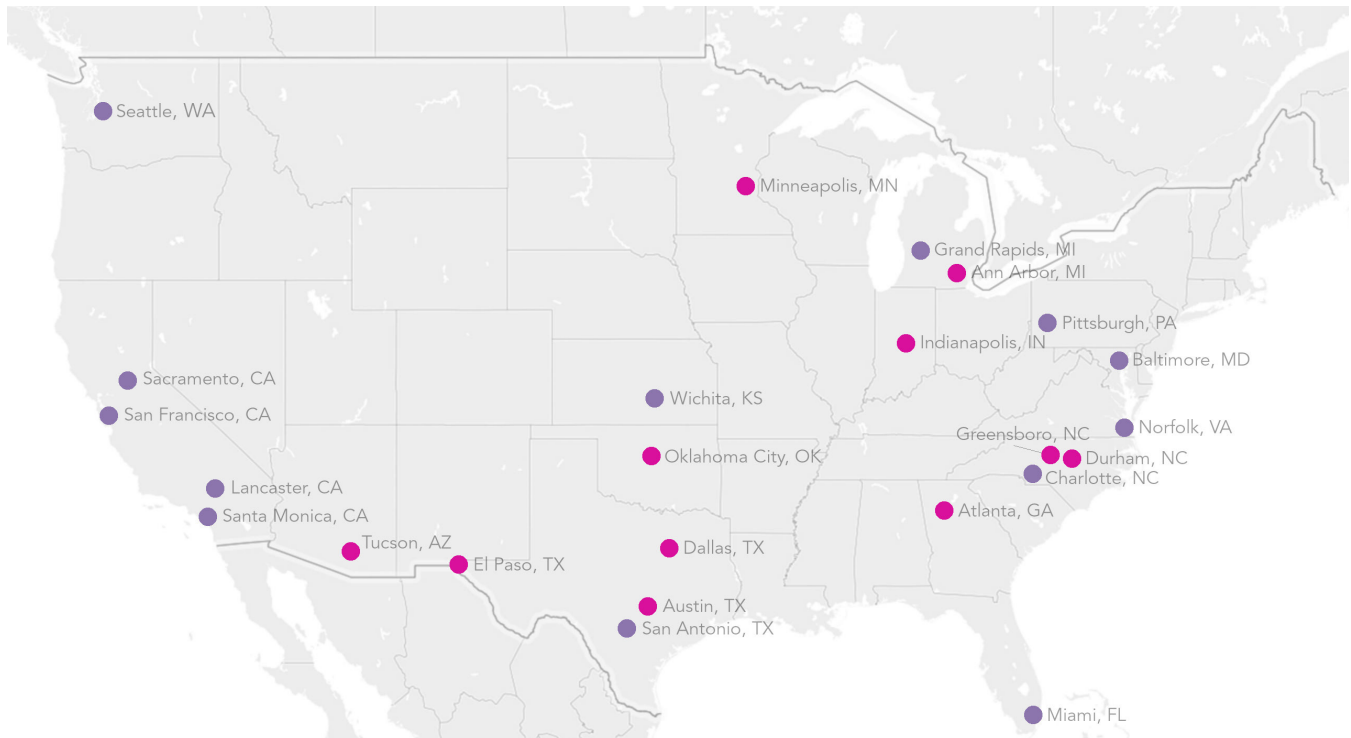 Seattle, WA
Minneapolis, MN
Grand Rapids, MI
Ann Arbor, MI
Pittsburgh, PA
Indianapolis, IN
Baltimore, MD
Sacramento, CA
Wichita, KS
San Francisco, CA
Norfolk, VA
Greensboro, NC
Oklahoma City, OK
Durham, NC
Charlotte, NC
Lancaster, CA
Atlanta, GA
Santa Monica, CA
Tucson, AZ
Dallas, TX
El Paso, TX
Austin, TX
San Antonio, TX
Miami, FL